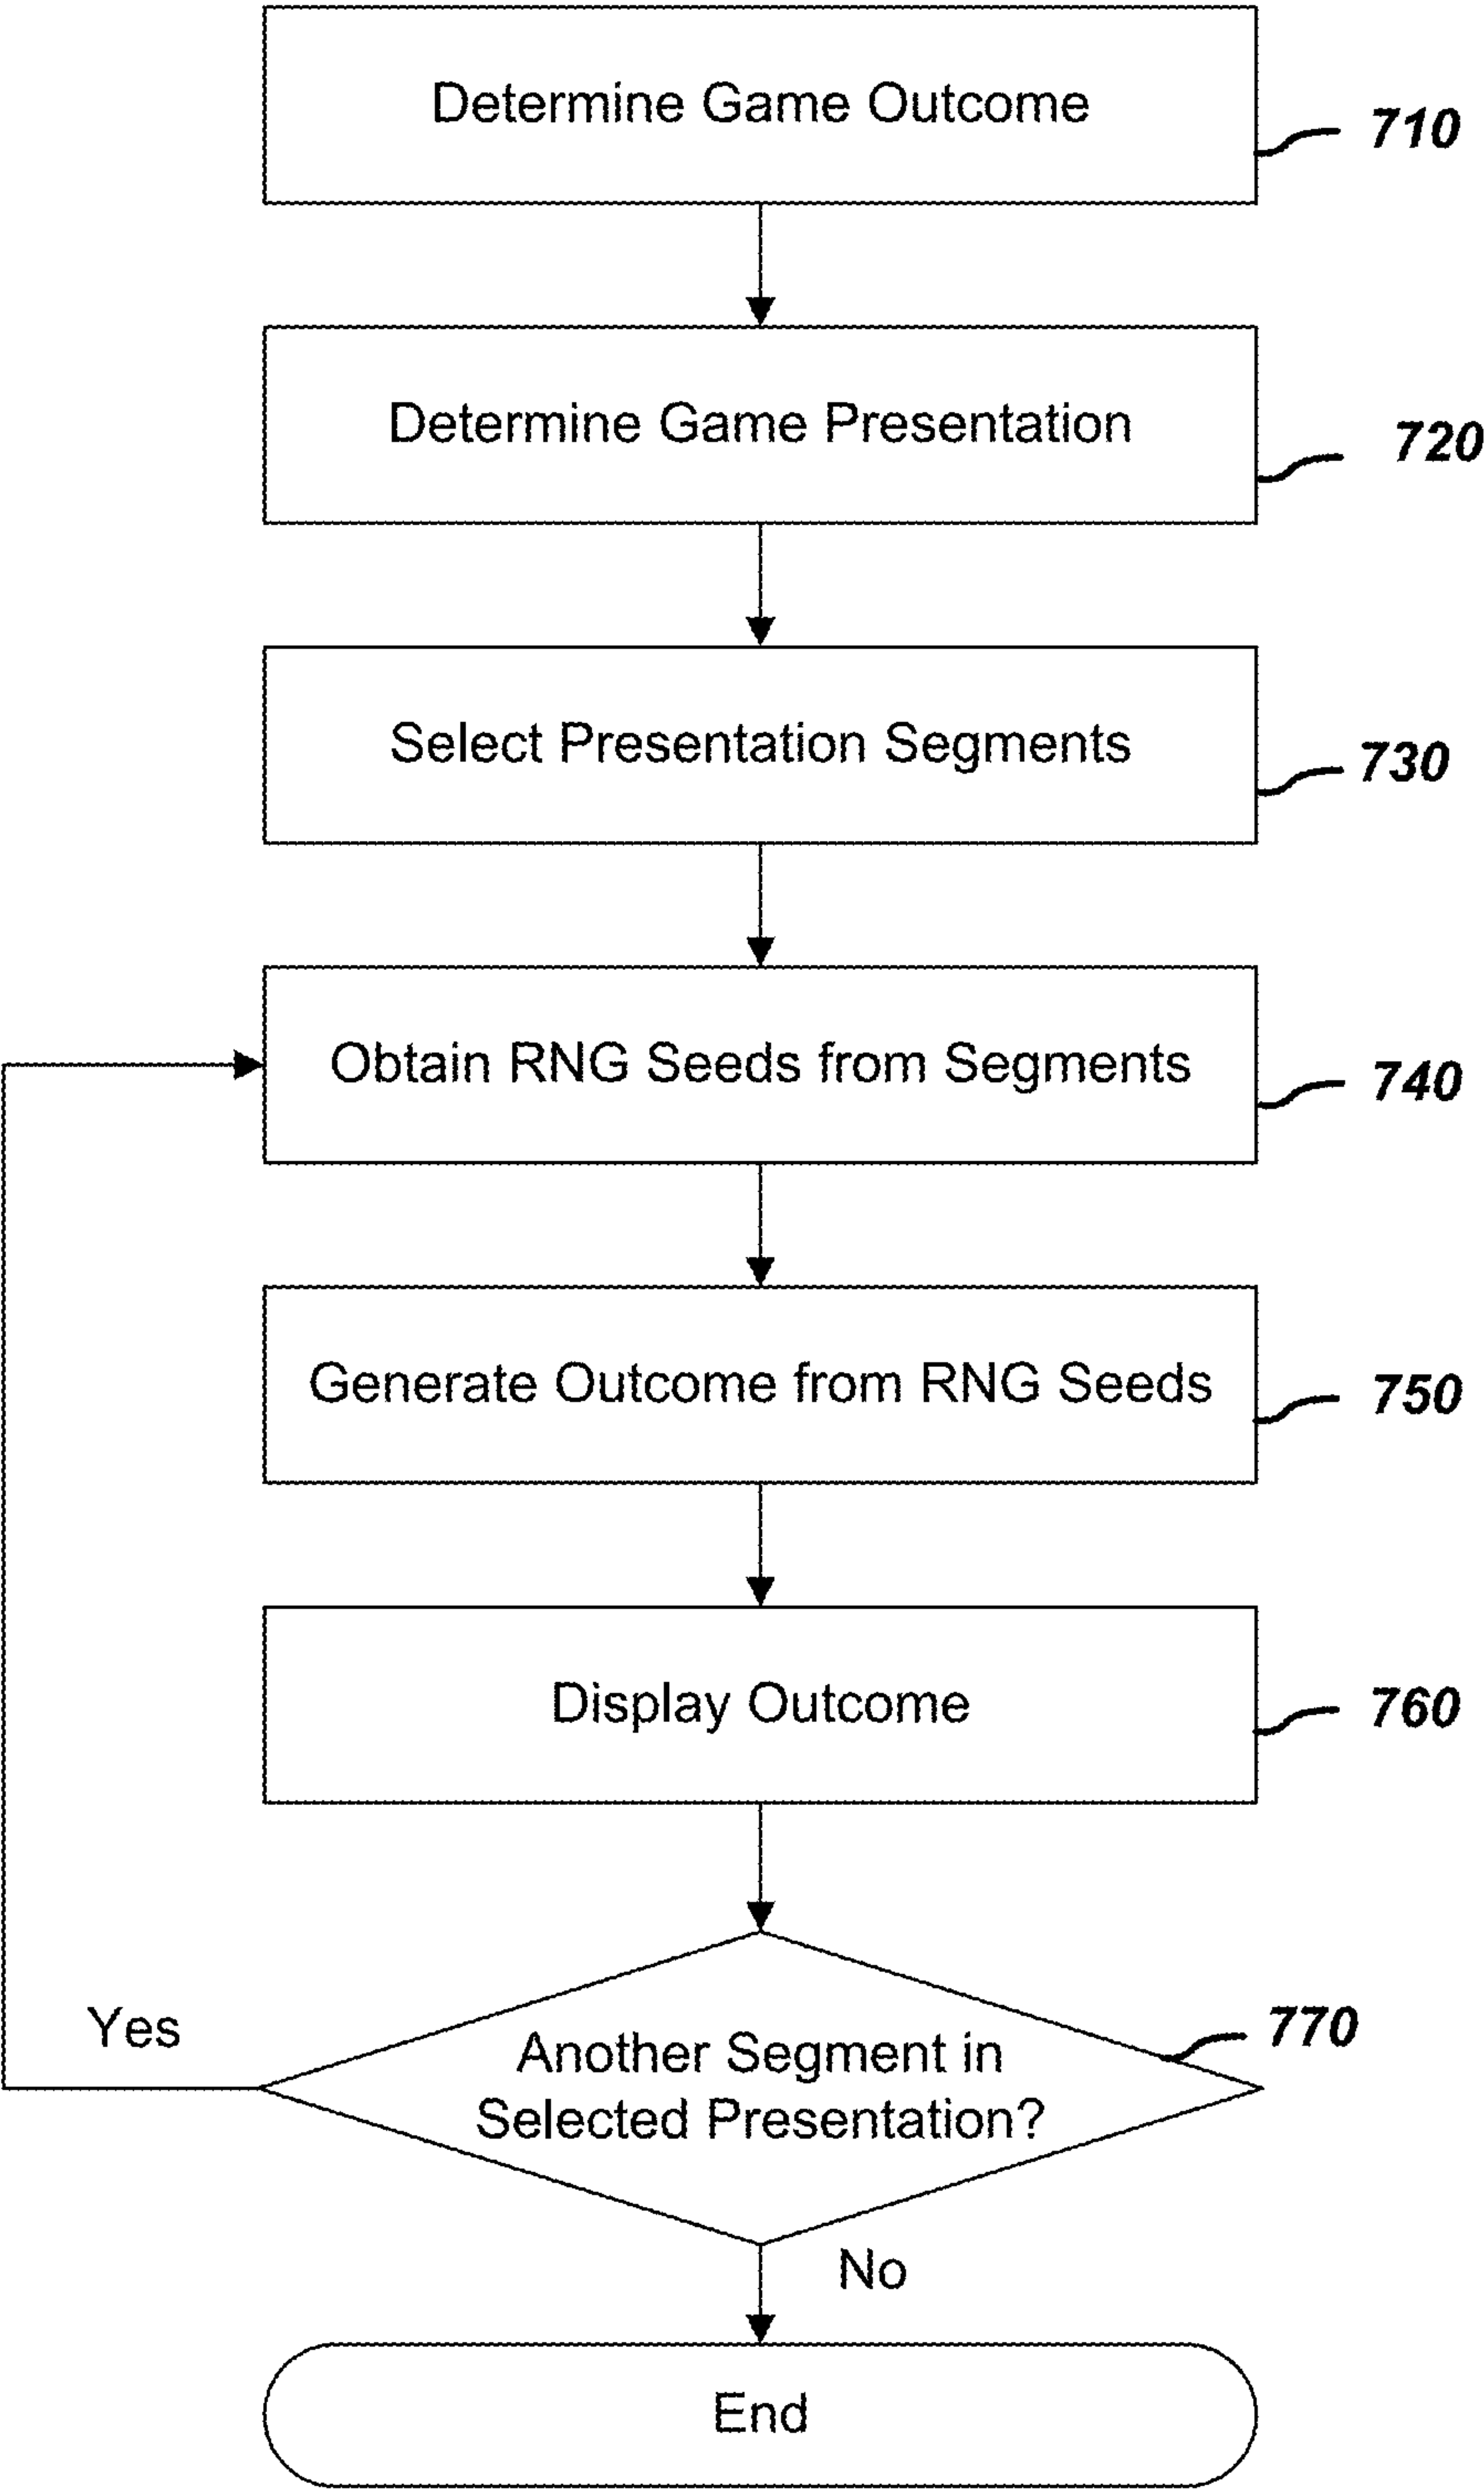 Determine Game Outcome
710
Determine Game Presentation
720
Select Presentation Segments
730
Obtain RNG Seeds from Segments
740
Generate Outcome from RNG Seeds
750
Display Outcome
760
Yes
Another Segment in
Selected Presentation?
770
No
End